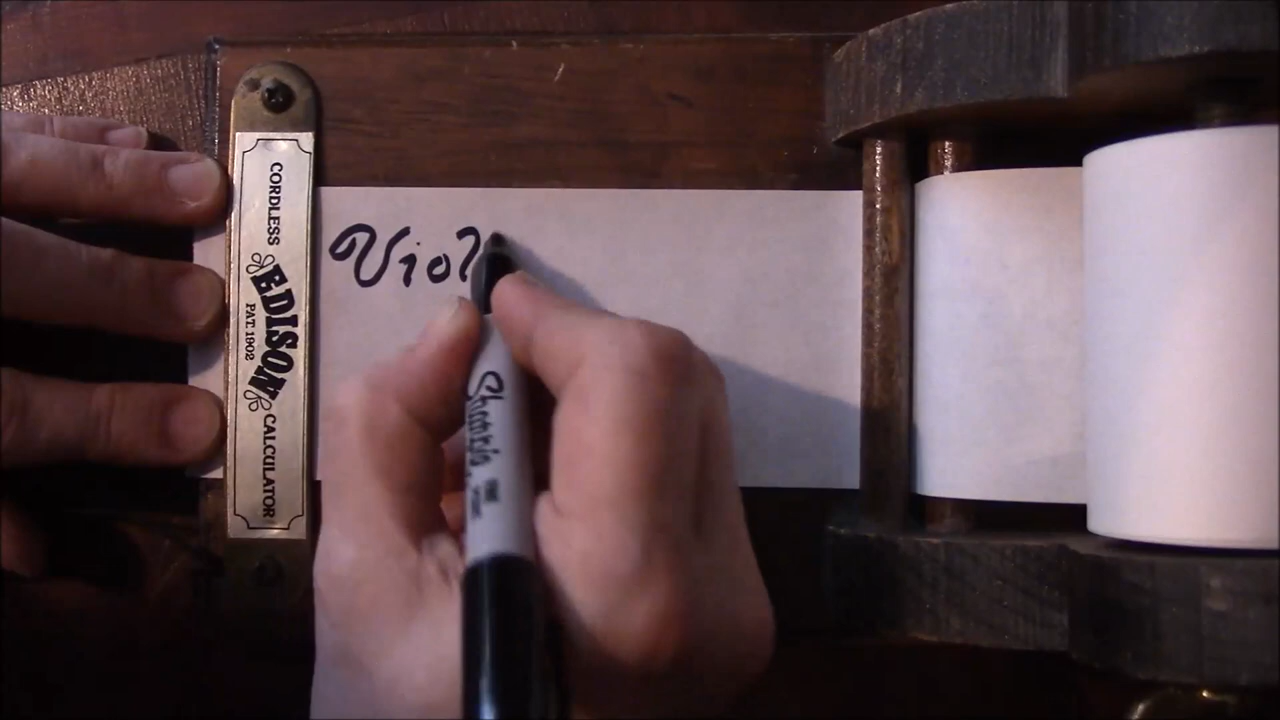 CORDLESS
EDISON
PAT. 1902
CALCULATOR
Viol
Sharpie